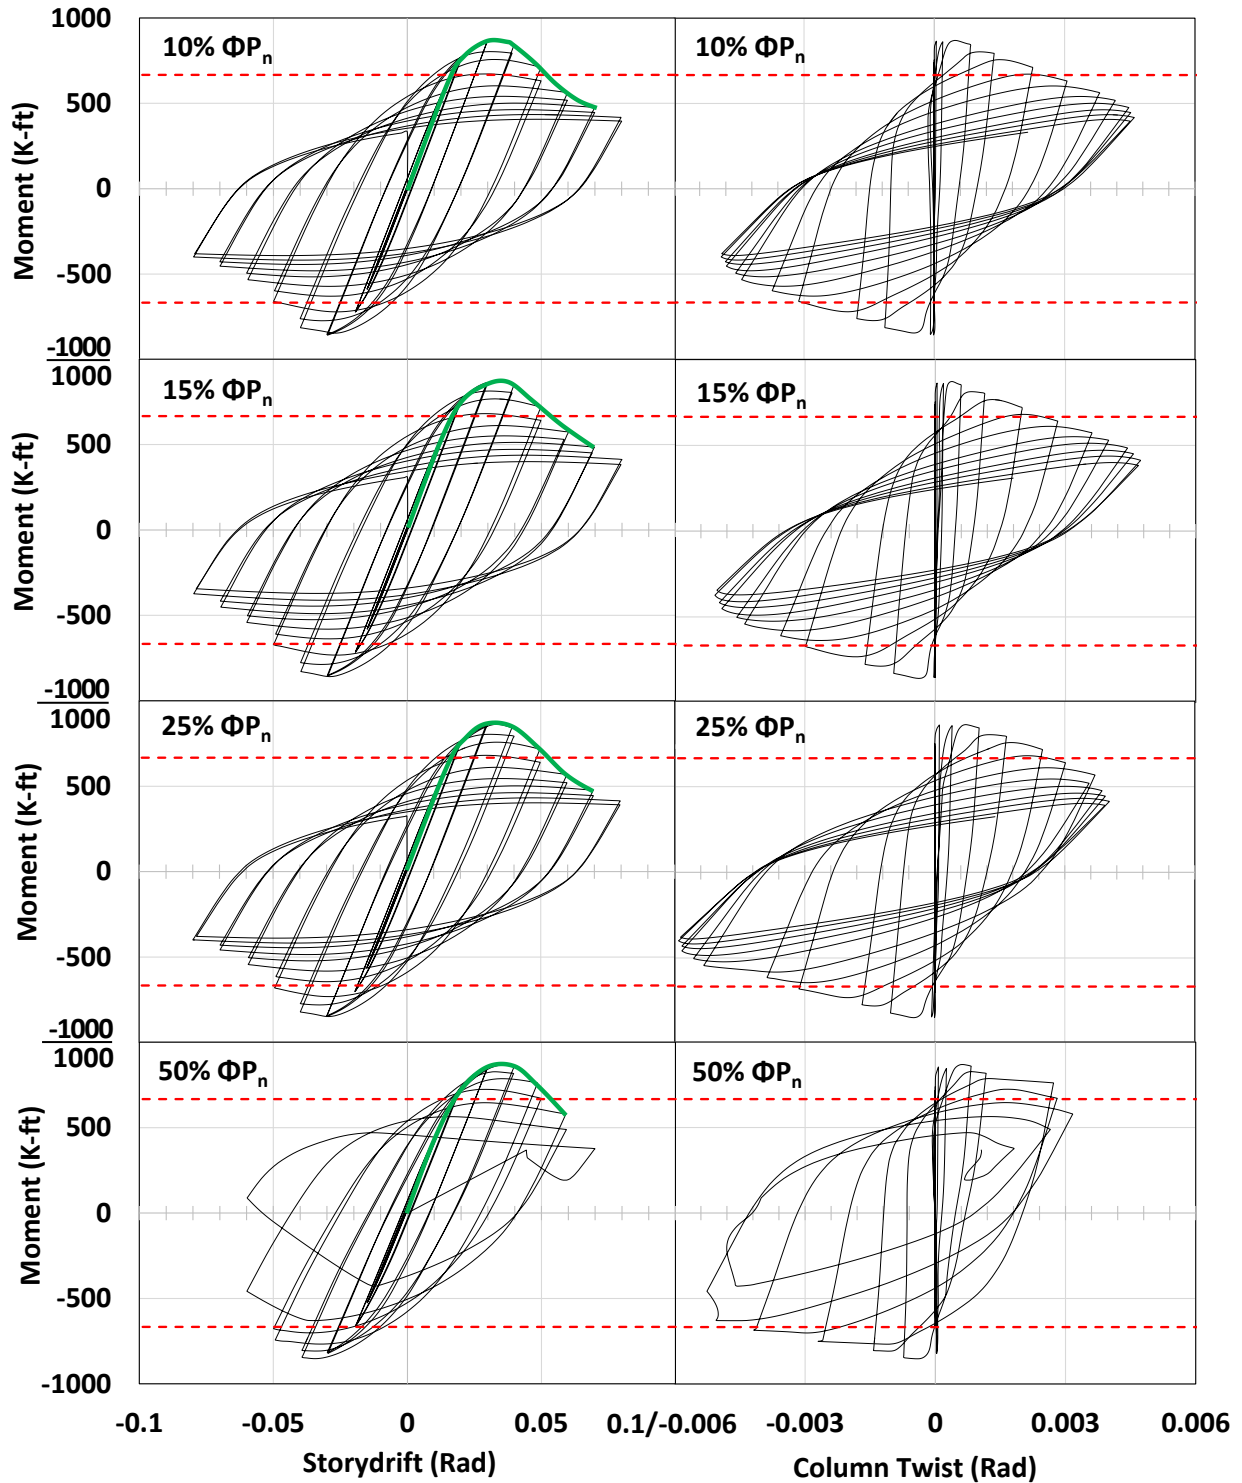 1000
10% ΦPn
10% ΦPn
500
0
-500
-1000
Moment (K-ft)
1000
15% ΦPn
15% ΦPn
500
0
-500
-1000
Moment (K-ft)
1000
25% ΦPn
25% ΦPn
500
0
-500
-1000
Moment (K-ft)
1000
50% ΦPn
50% ΦPn
500
0
-500
-1000
Moment (K-ft)
-0.1 -0.05 0 0.05 0.1/-0.006 -0.003 0 0.003 0.006
Storydrift (Rad) Column Twist (Rad)